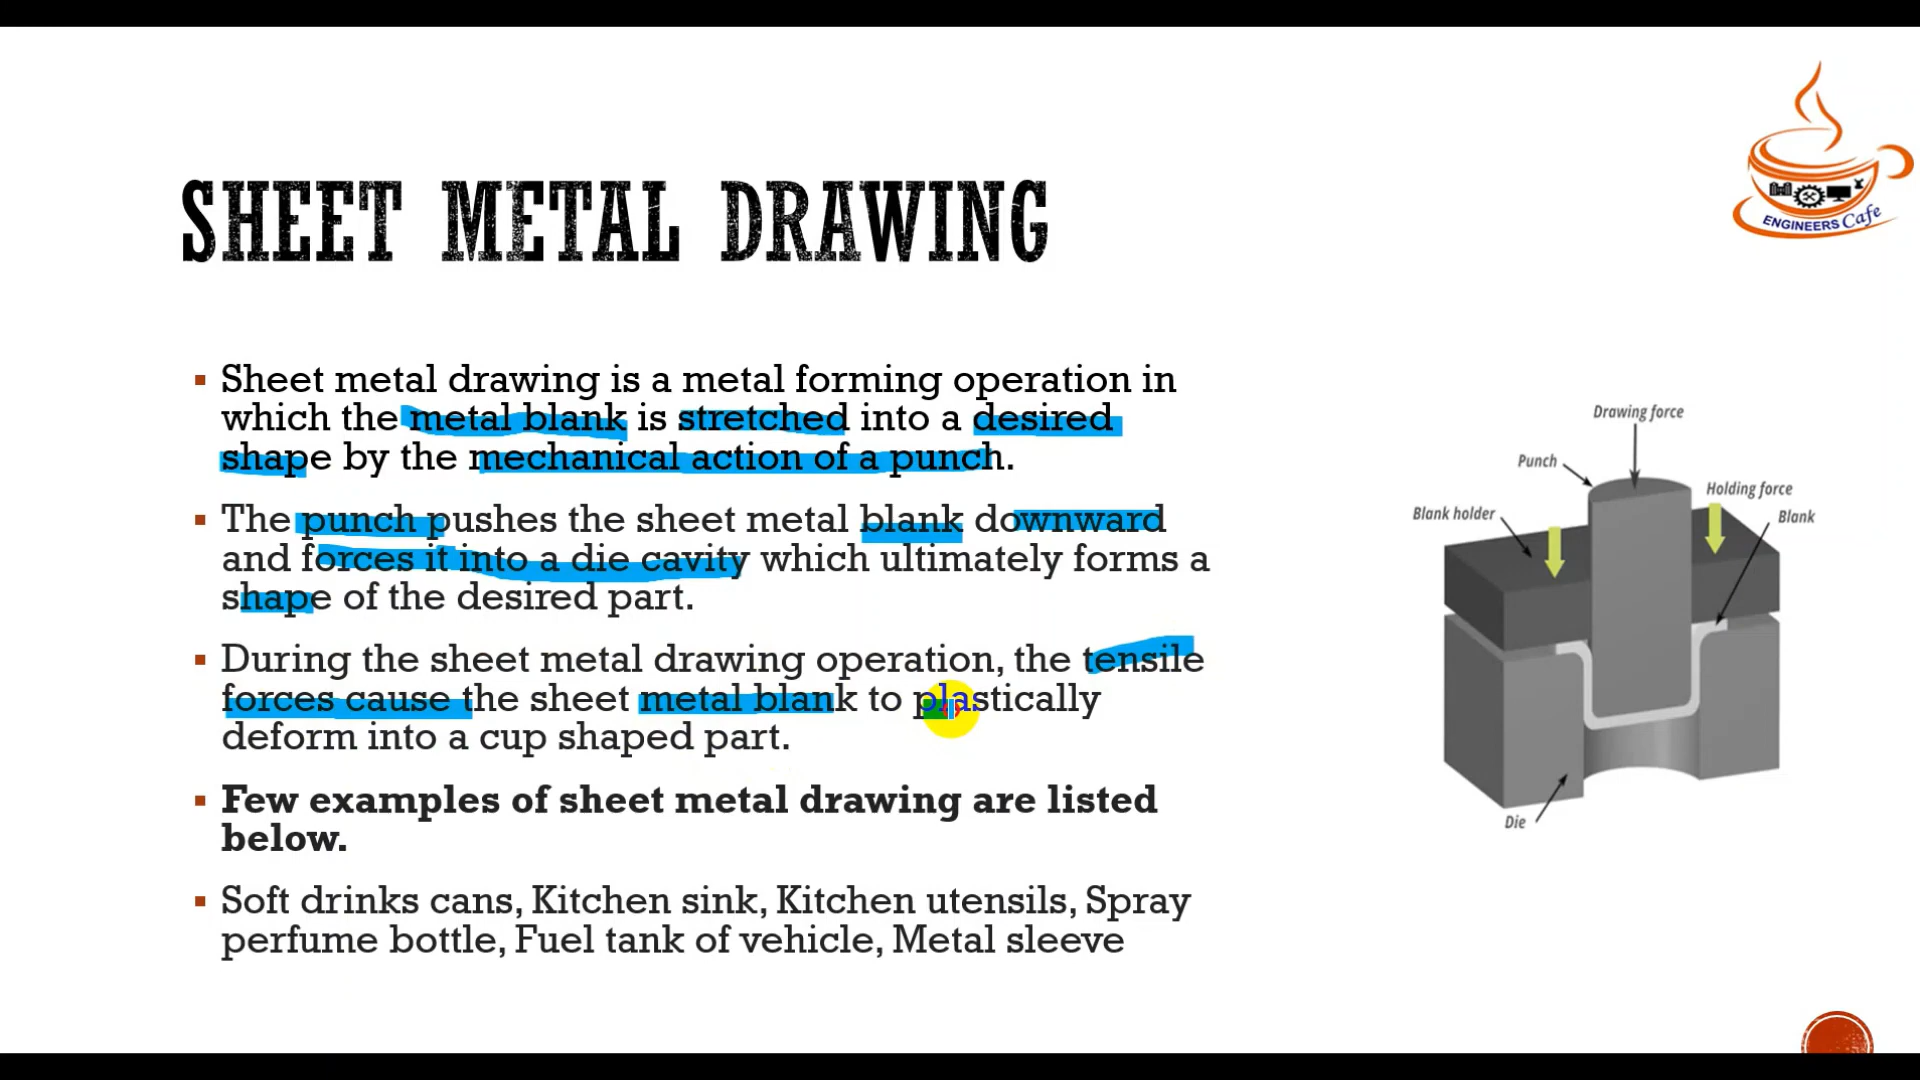 ENGINEERS Cafe
SHEET METAL DRAWING
Sheet metal drawing is a metal forming operation in
which the metal blank is stretched into a desired
shape by the mechanical action of a punch.
The punch pushes the sheet metal blank downward
and forces it into a die cavity which ultimately forms a
shape of the desired part.
During the sheet metal drawing operation, the tensile
forces cause the sheet metal blank to plastically
deform into a cup shaped part.
Few examples of sheet metal drawing are listed
below.
Soft drinks cans, Kitchen sink, Kitchen utensils, Spray
perfume bottle, Fuel tank of vehicle, Metal sleeve
Drawing force
Punch
Holding force
Blank holder
Blank
Die